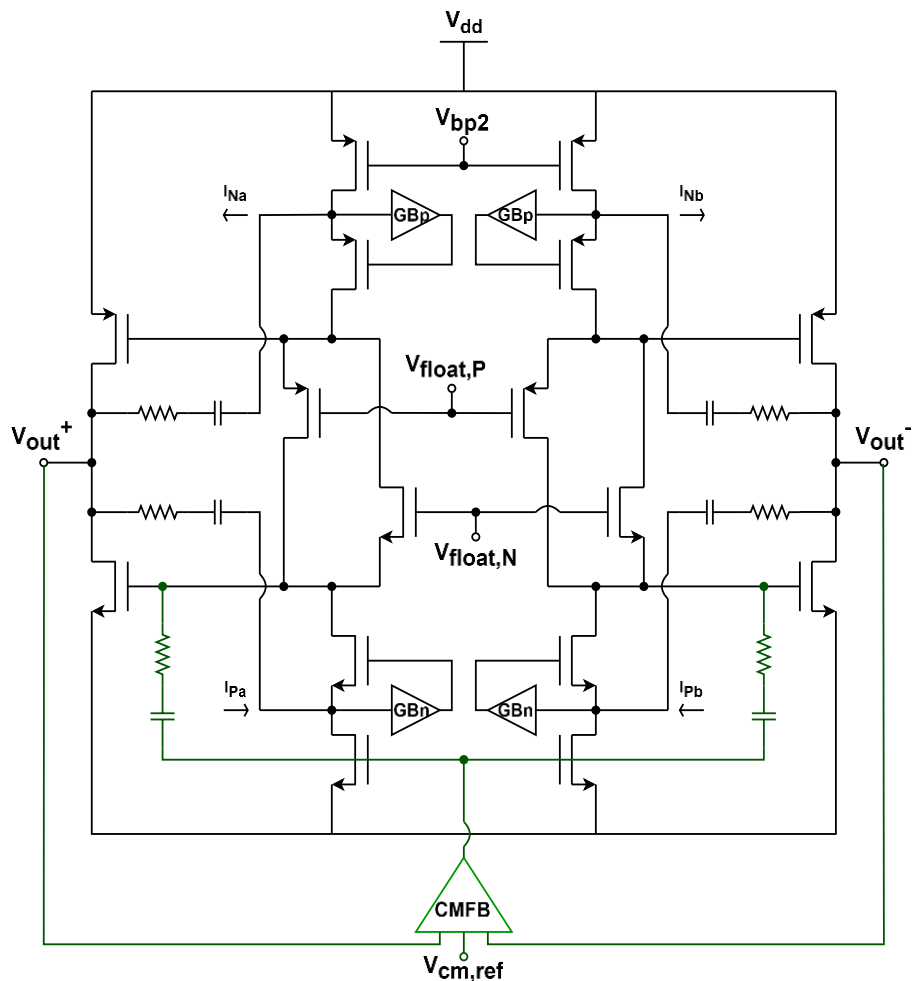 Vdd
Vbp2
INa
GBp
GBp
INb
Vfloat,P
Vout+
Vout-
Vfloat,N
IPa
GBn
GBn
IPb
CMFB
Vcm,ref